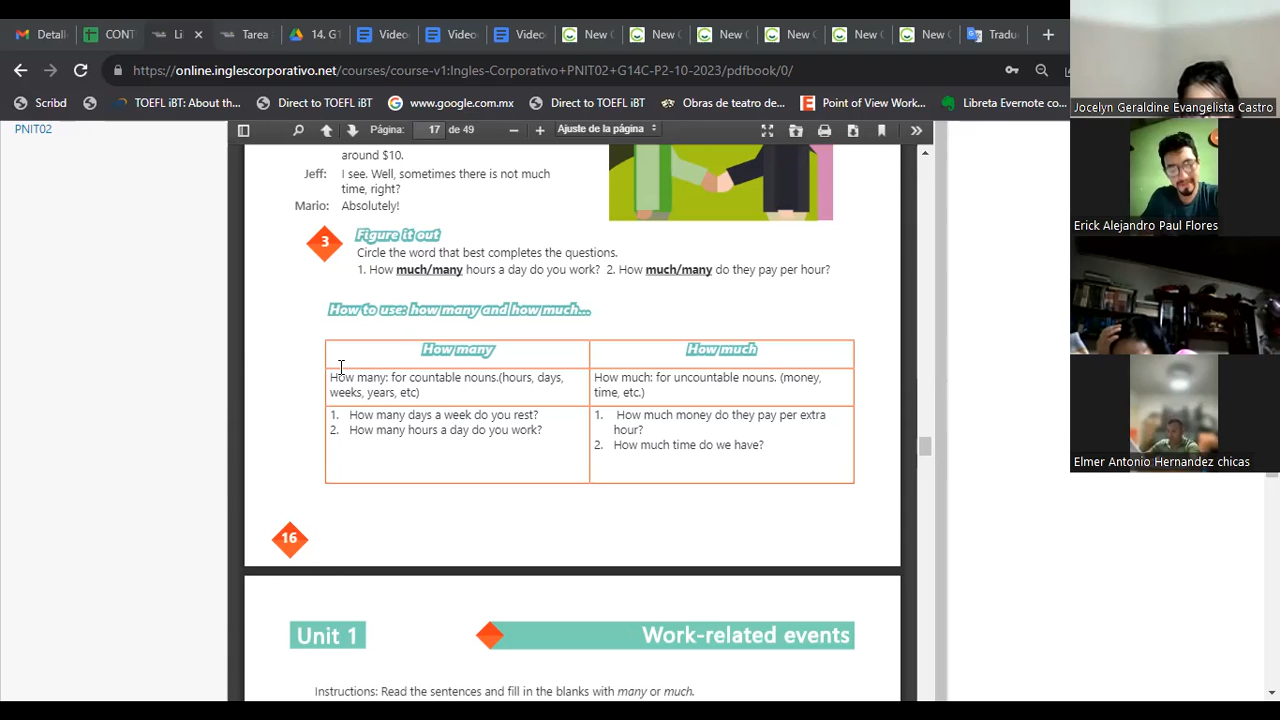 Detall
CONT
Li
Tarea
14. G1
Video
Video
Video
New (
New (
New (
New (
New (
New (
Tradu
https://online.inglescorporativo.net/courses/course-v1:Ingles-Corporativo+PNIT02+G14C-P2-10-2023/pdfbook/0/
Scribd
TOEFL iBT: About th...
Direct to TOEFL iBT
www.google.com.mx
Direct to TOEFL iBT
Obras de teatro de...
Point of View Work...
Libreta Evernote co...
PNIT02
Página: 17 de 49
Ajuste de la página
around $10.
Jeff: I see. Well, sometimes there is not much
time, right?
Mario: Absolutely!
3 Figure it out
Circle the word that best completes the questions.
1. How much/many hours a day do you work? 2. How much/many do they pay per hour?
How to use: how many and how much...
How many
How many: for countable nouns.(hours, days,
weeks, years, etc)
1. How many days a week do you rest?
2. How many hours a day do you work?
How much
How much: for uncountable nouns. (money,
time, etc.)
1. How much money do they pay per extra
hour?
2. How much time do we have?
16
Unit 1
Work-related events
Instructions: Read the sentences and fill in the blanks with many or much.
Jocelyn Geraldine Evangelista Castro
Erick Alejandro Paul Flores
Elmer Antonio Hernandez chicas